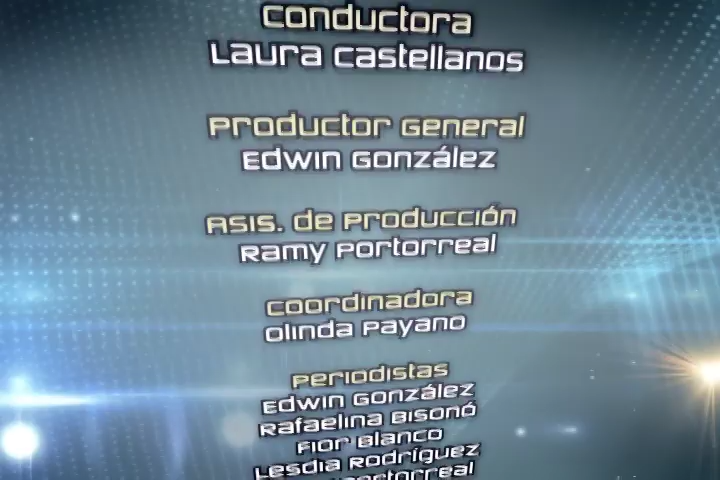 Conductora
Laura Castellanos
Productor General
Edwin González
Asis. de Producción
Ramy Portorreal
Coordinadora
Olinda Payano
Periodistas
Edwin González
Rafaelina Bisonó
Flor Blanco
Lesdia Rodríguez
Portorreal